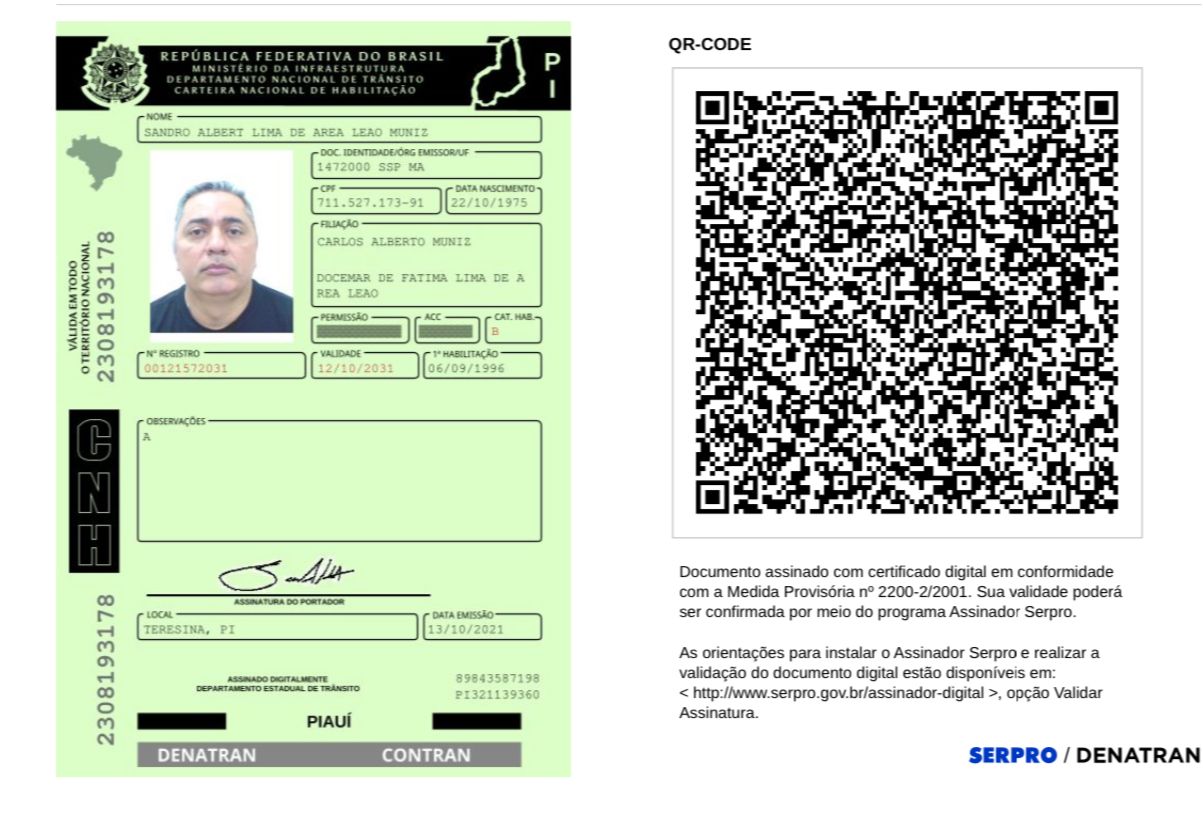 REPÚBLICA FEDERATIVA DO BRASIL
MINISTÉRIO DA INFRAESTRUTURA
DEPARTAMENTO NACIONAL DE TRÂNSITO
CARTEIRA NACIONAL DE HABILITAÇÃO
PI
NOME
SANDRO ALBERT LIMA DE AREA LEAO MUNIZ
DOC. IDENTIDADE/ÓRG EMISSOR/UF
1472000 SSP MA
CPF
711.527.173-91
DATA NASCIMENTO
22/10/1975
FILIAÇÃO
CARLOS ALBERTO MUNIZ
DOCEMAR DE FATIMA LIMA DE A
REA LEAO
PERMISSÃO
ACC
CAT. HAB.
B
Nº REGISTRO
00121572031
VALIDADE
12/10/2031
1ª HABILITAÇÃO
06/09/1996
VÁLIDA EM TODO
O TERRITÓRIO NACIONAL
2308193178
OBSERVAÇÕES
A
CNH
ASSINATURA DO PORTADOR
LOCAL
TERESINA, PI
DATA EMISSÃO
13/10/2021
2308193178
ASSINADO DIGITALMENTE
DEPARTAMENTO ESTADUAL DE TRÂNSITO
89843587198
PI321139360
PIAUÍ
DENATRAN CONTRAN
QR-CODE
Documento assinado com certificado digital em conformidade
com a Medida Provisória nº 2200-2/2001. Sua validade poderá
ser confirmada por meio do programa Assinador Serpro.
As orientações para instalar o Assinador Serpro e realizar a
validação do documento digital estão disponíveis em:
< http://www.serpro.gov.br/assinador-digital >, opção Validar
Assinatura.
SERPRO / DENATRAN